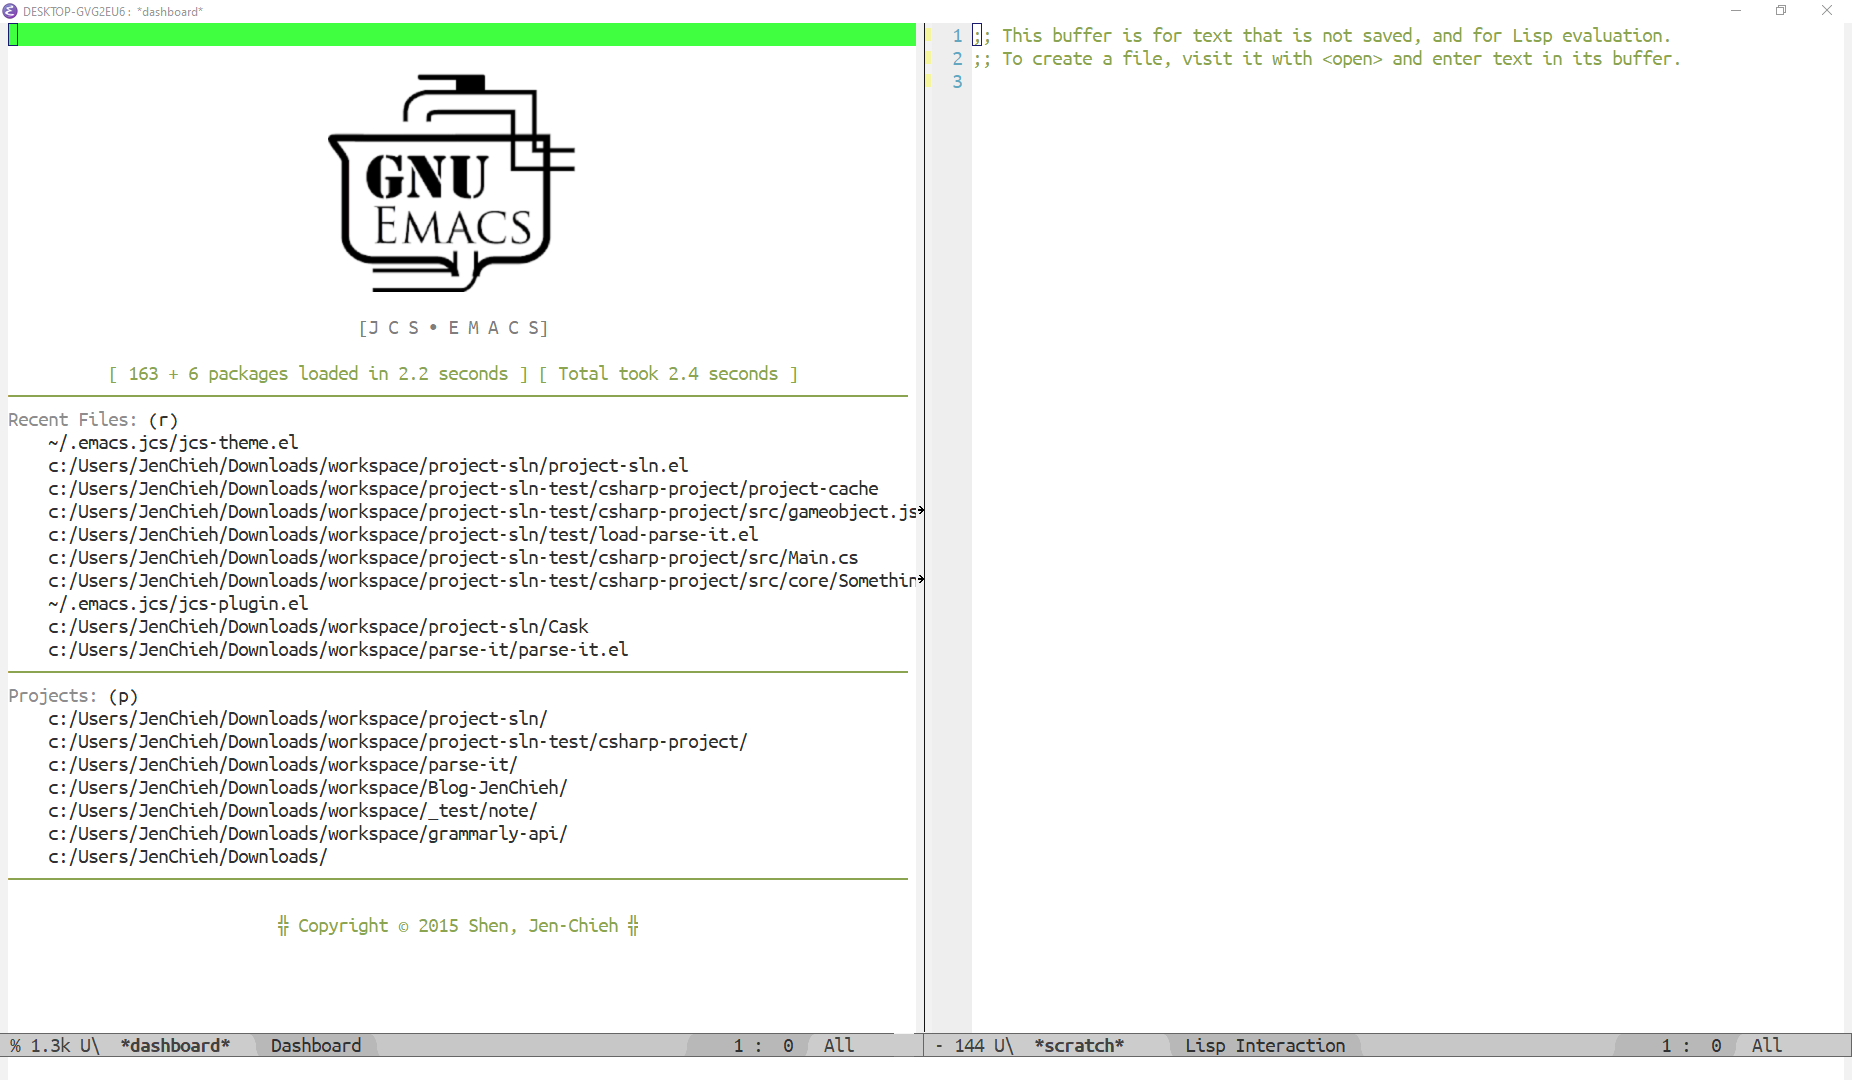 DESKTOP-GVG2EU6: *dashboard*
GNU
EMACS
[J C S • E M A C S]
[ 163 + 6 packages loaded in 2.2 seconds ] [ Total took 2.4 seconds ]
Recent Files: (r)
~/.emacs.jcs/jcs-theme.el
c:/Users/JenChieh/Downloads/workspace/project-sln/project-sln.el
c:/Users/JenChieh/Downloads/workspace/project-sln-test/csharp-project/project-cache
c:/Users/JenChieh/Downloads/workspace/project-sln-test/csharp-project/src/gameobject.js
c:/Users/JenChieh/Downloads/workspace/project-sln/test/load-parse-it.el
c:/Users/JenChieh/Downloads/workspace/project-sln-test/csharp-project/src/Main.cs
c:/Users/JenChieh/Downloads/workspace/project-sln-test/csharp-project/src/core/Somethin
~/.emacs.jcs/jcs-plugin.el
c:/Users/JenChieh/Downloads/workspace/project-sln/Cask
c:/Users/JenChieh/Downloads/workspace/parse-it/parse-it.el
Projects: (p)
c:/Users/JenChieh/Downloads/workspace/project-sln/
c:/Users/JenChieh/Downloads/workspace/project-sln-test/csharp-project/
c:/Users/JenChieh/Downloads/workspace/parse-it/
c:/Users/JenChieh/Downloads/workspace/Blog-JenChieh/
c:/Users/JenChieh/Downloads/workspace/_test/note/
c:/Users/JenChieh/Downloads/workspace/grammarly-api/
c:/Users/JenChieh/Downloads/
╬ Copyright © 2015 Shen, Jen-Chieh ╬
% 1.3k U\ *dashboard* Dashboard 1 : 0 All
1 ;; This buffer is for text that is not saved, and for Lisp evaluation.
2 ;; To create a file, visit it with <open> and enter text in its buffer.
3
- 144 U\ *scratch* Lisp Interaction 1 : 0 All